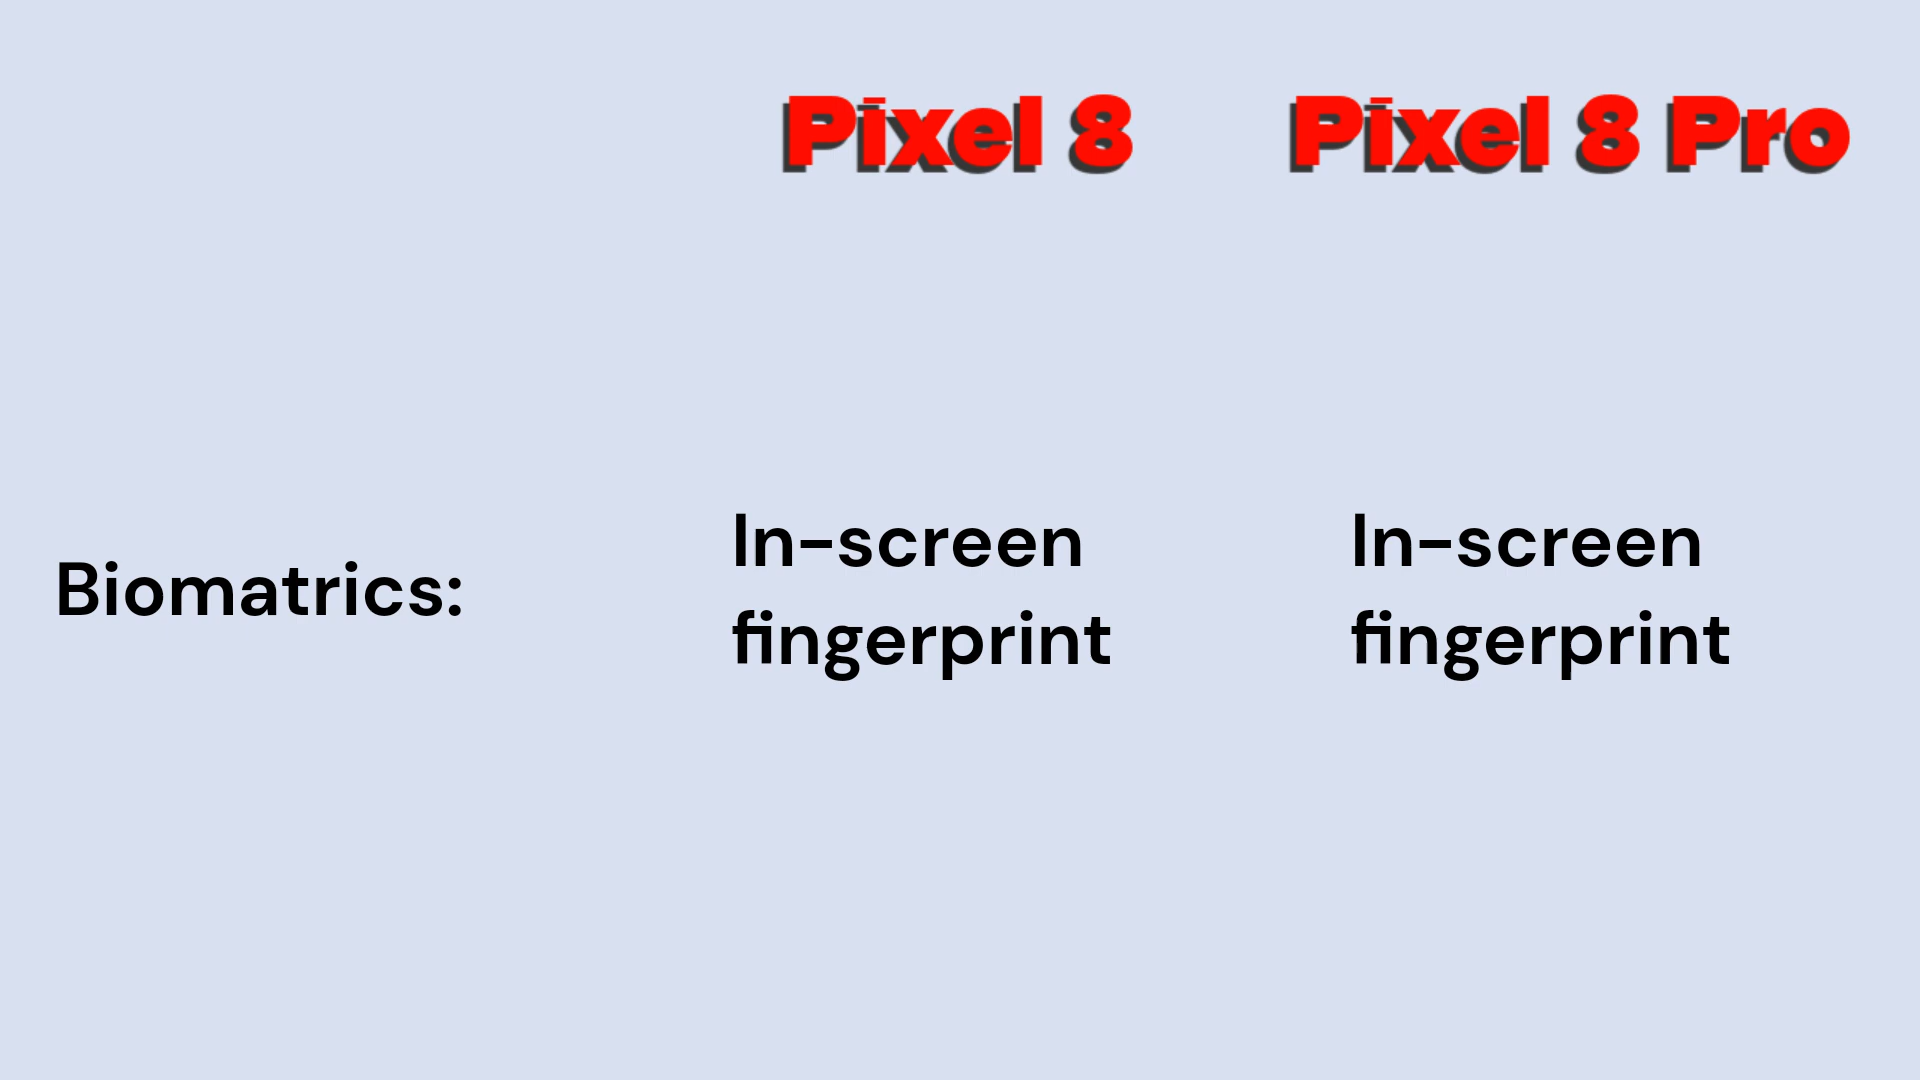 Pixel 8 Pixel 8 Pro
Biomatrics:
In-screen
fingerprint
In-screen
fingerprint